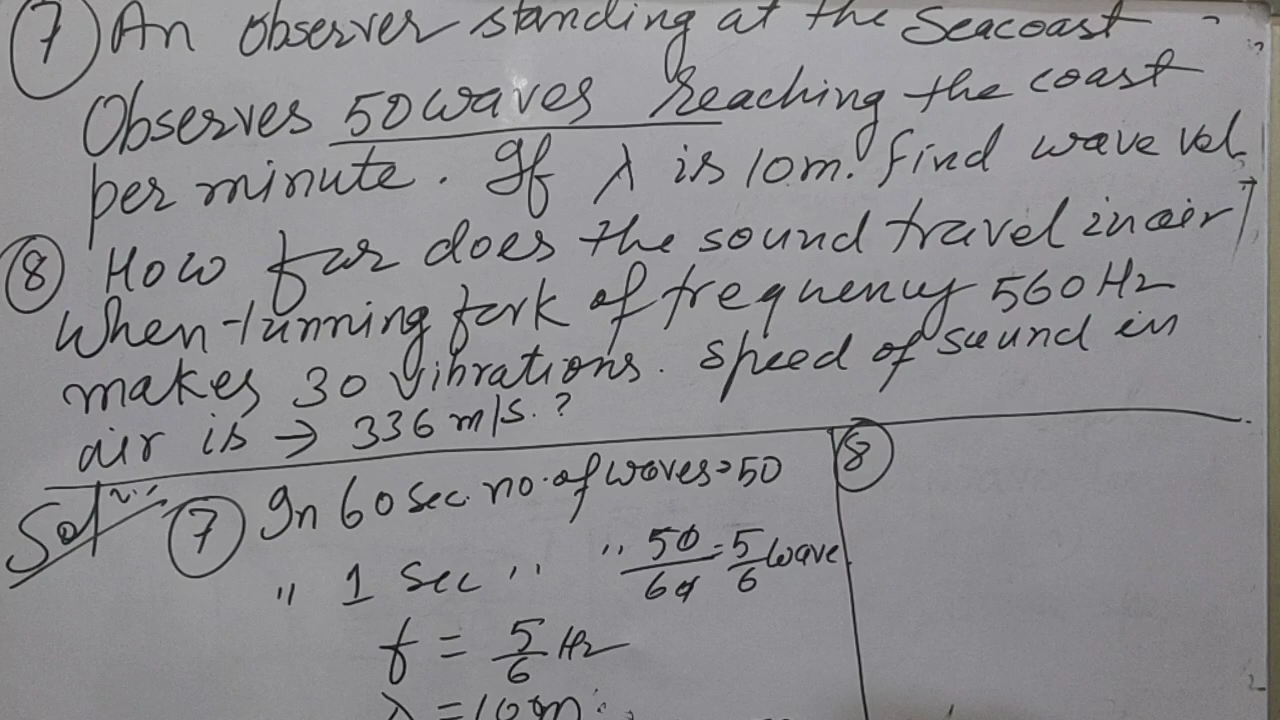 7 An observer standing at the Seacoast
Observes 50 waves reaching the coast
per minute. If λ is 10m. find wave vel.
8 How far does the sound travel in air
When tunning fork of frequency 560 Hz
makes 30 vibrations. speed of sound in
air is → 336 m/s. ?
Sol 7 In 60 sec. no. of waves = 50
" 1 sec " " 50/60 = 5/6 wave
f = 5/6 Hz
λ = 10m
8